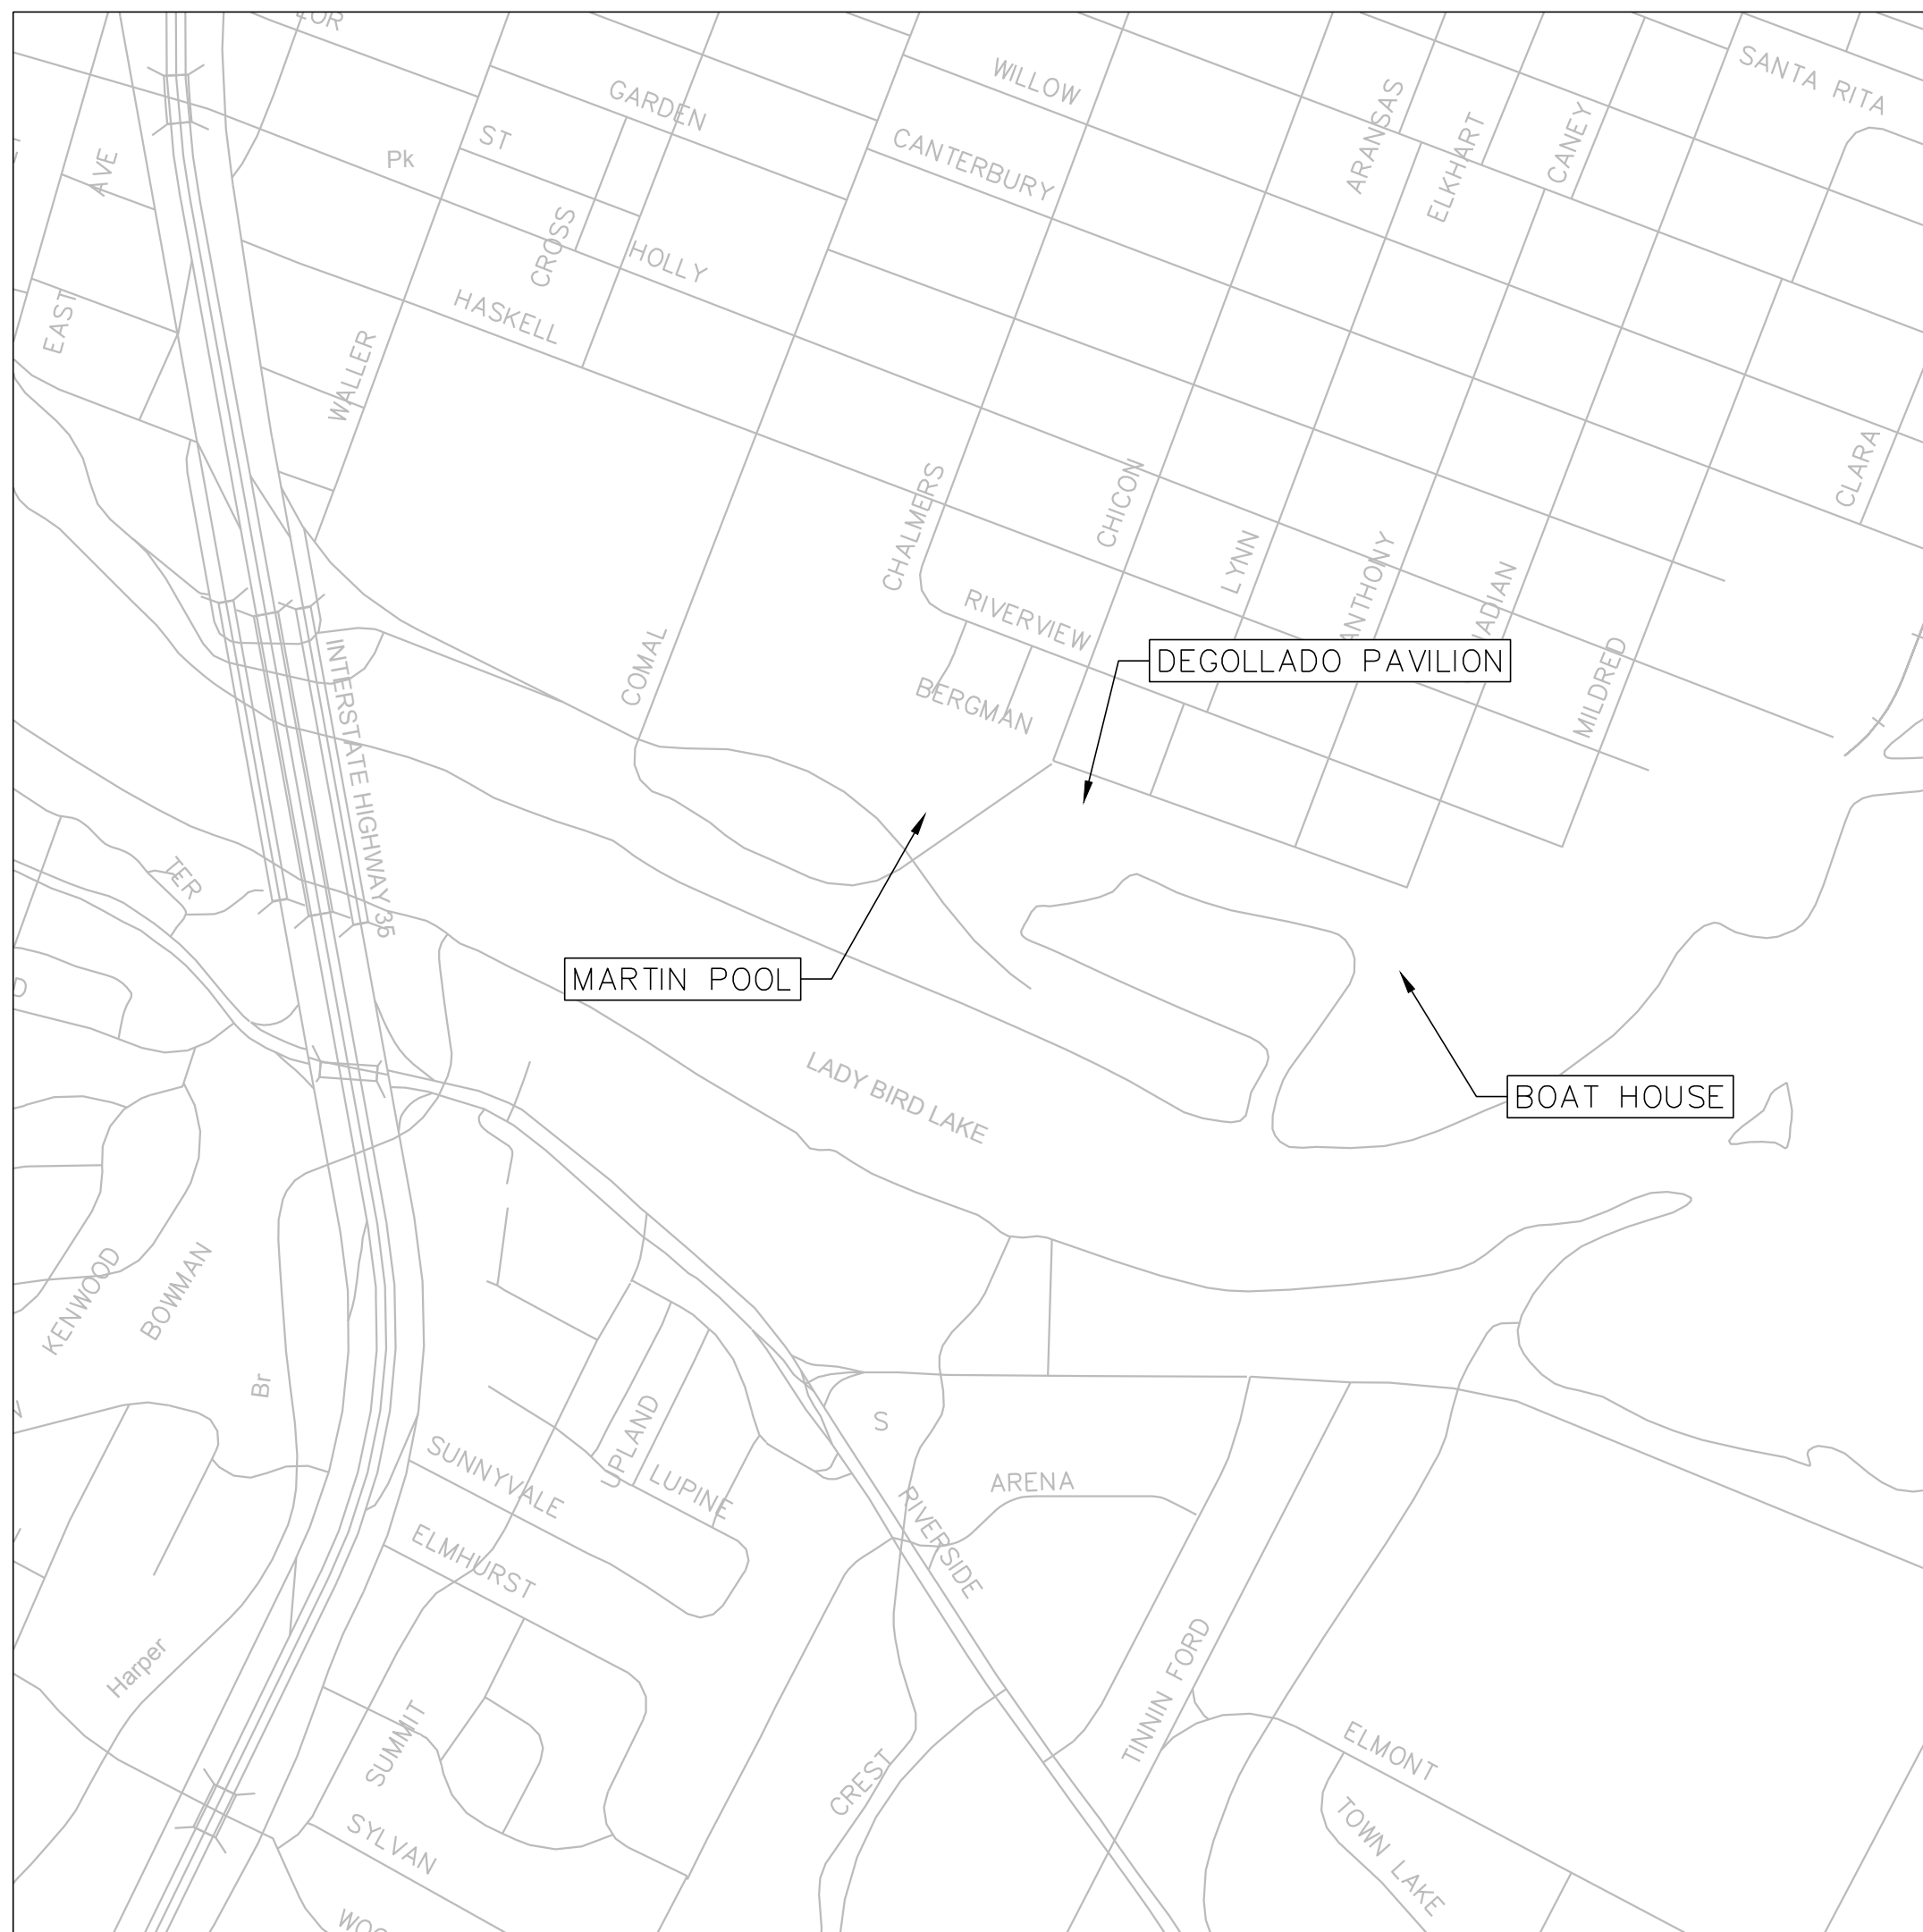 WILLOW
SANTA RITA
GARDEN
ARANSAS
ELKHART
CANEY
ST
AVE
Pk
CANTERBURY
CROSS
HOLLY
EAST
HASKELL
WALLER
CLARA
CHALMERS
CHICON
LYNN
ANTHONY
RIVERVIEW
COMAL
DEGOLLADO PAVILION
MILDRED
BERGMAN
INTERSTATE HIGHWAY 35
TER
MARTIN POOL
LADY BIRD LAKE
BOAT HOUSE
KENWOOD
BOWMAN
Br
S
UPLAND
SUNNYVALE
LUPINE
ARENA
RIVERSIDE
ELMHURST
Harper
TINNIN FORD
SUMMIT
ELMONT
CREST
TOWN LAKE
SYLVAN